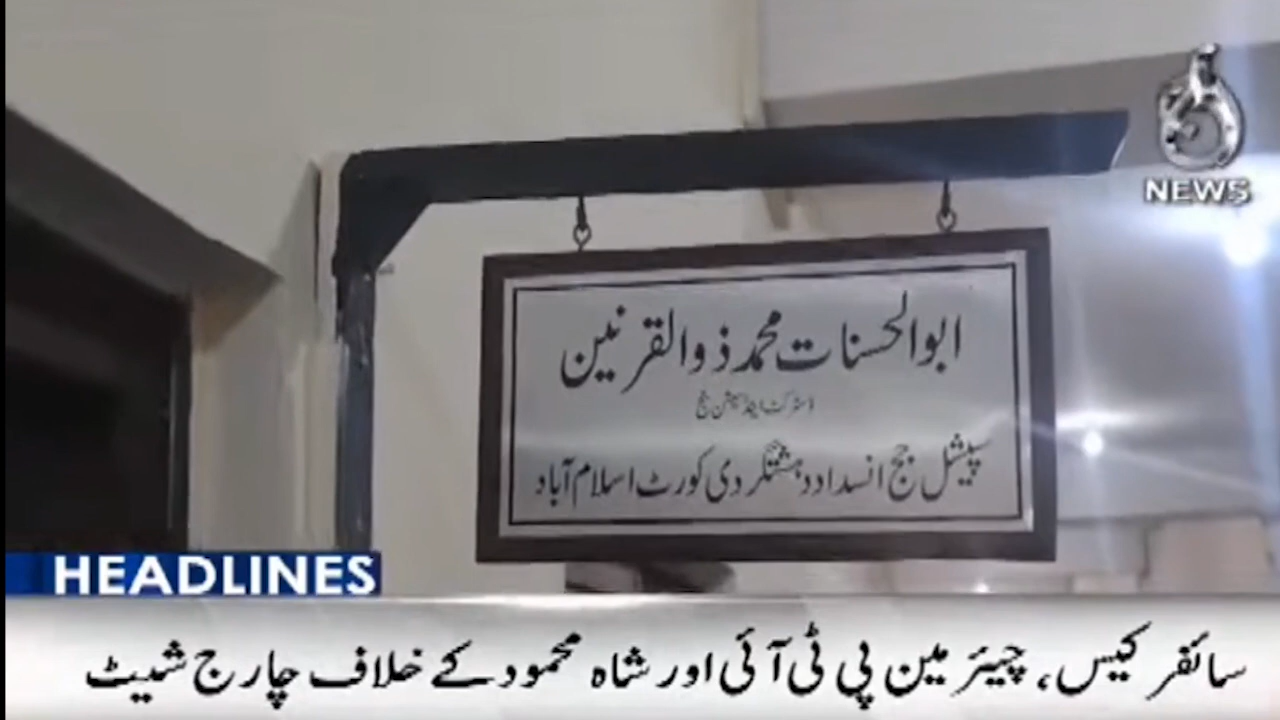 NEWS
ابوالحسنات محمد ذوالقرنین
ڈسٹرکٹ اینڈ سیشن جج
سپیشل جج انسداد دہشتگردی کورٹ اسلام آباد
HEADLINES
سائفر کیس، چیئرمین پی ٹی آئی اور شاہ محمود کے خلاف چارج شیٹ